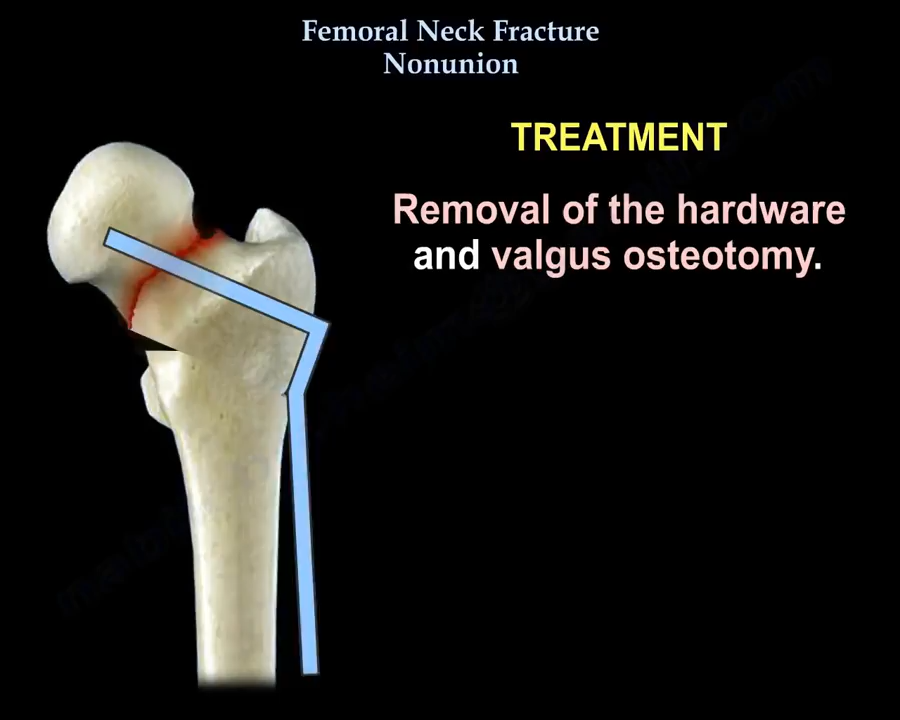 Femoral Neck Fracture
Nonunion
TREATMENT
Removal of the hardware
and valgus osteotomy.